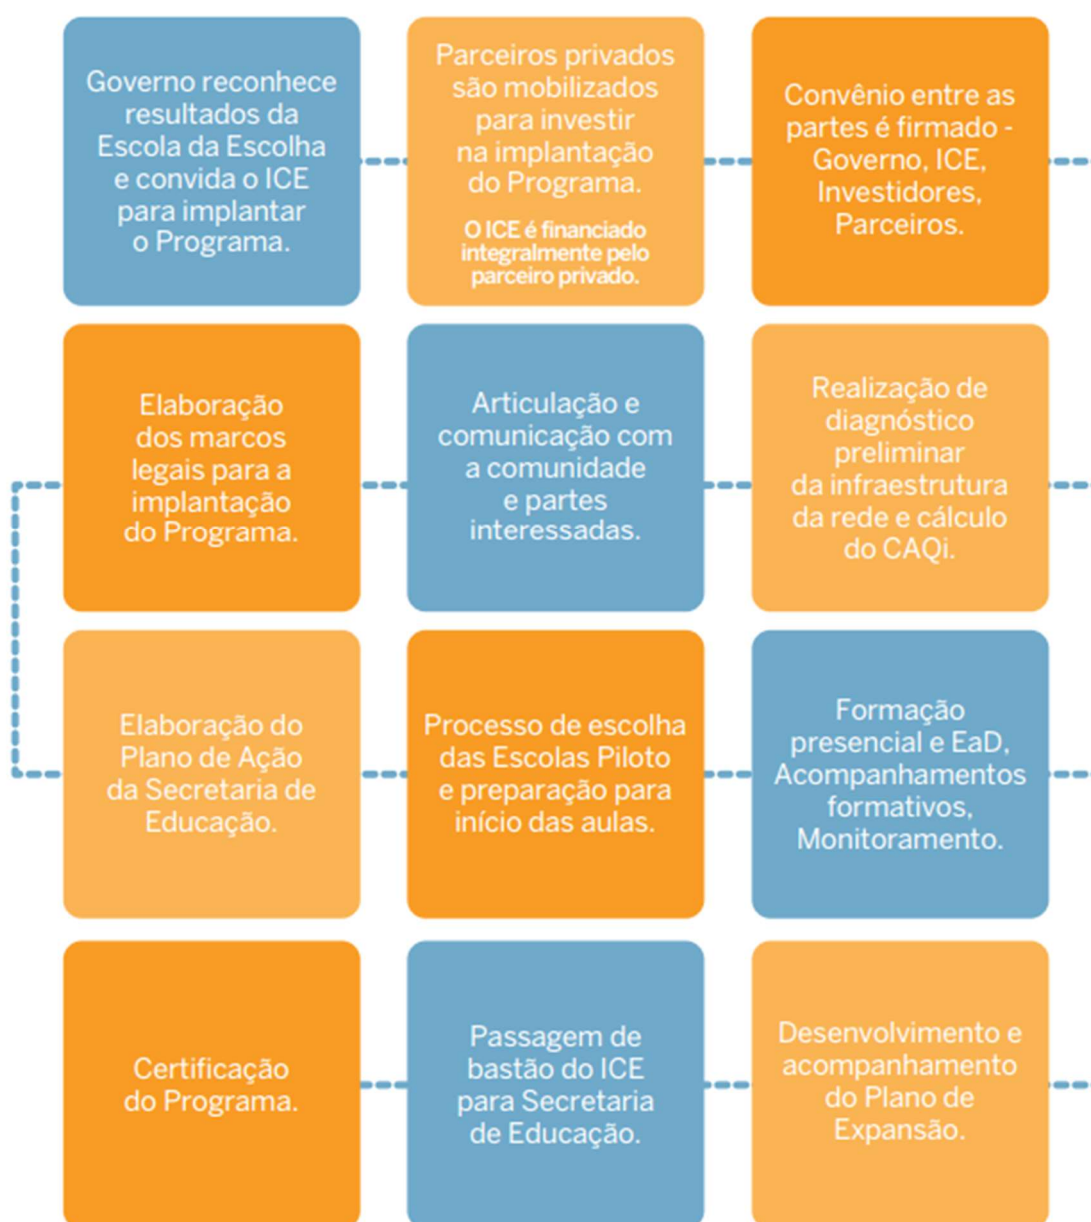 Governo reconhece
resultados da
Escola da Escolha
e convida o ICE
para implantar
o Programa.
Parceiros privados
são mobilizados
para investir
na implantação
do Programa.
O ICE é financiado
integralmente pelo
parceiro privado.
Convênio entre as
partes é firmado -
Governo, ICE,
Investidores,
Parceiros.
Elaboração
dos marcos
legais para a
implantação
do Programa.
Articulação e
comunicação com
a comunidade
e partes
interessadas.
Realização de
diagnóstico
preliminar
da infraestrutura
da rede e cálculo
do CAQi.
Elaboração do
Plano de Ação
da Secretaria de
Educação.
Processo de escolha
das Escolas Piloto
e preparação para
início das aulas.
Formação
presencial e EaD,
Acompanhamentos
formativos,
Monitoramento.
Certificação
do Programa.
Passagem de
bastão do ICE
para Secretaria
de Educação.
Desenvolvimento e
acompanhamento
do Plano de
Expansão.